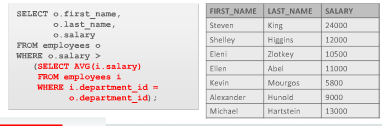 SELECT o.first_name,
o.last_name,
o.salary
FROM employees o
WHERE o.salary >
(SELECT AVG(i.salary)
FROM employees i
WHERE i.department_id =
o.department_id);
FIRST_NAME LAST_NAME SALARY
Steven King 24000
Shelley Higgins 12000
Eleni Zlotkey 10500
Ellen Abel 11000
Kevin Mourgos 5800
Alexander Hunold 9000
Michael Hartstein 13000